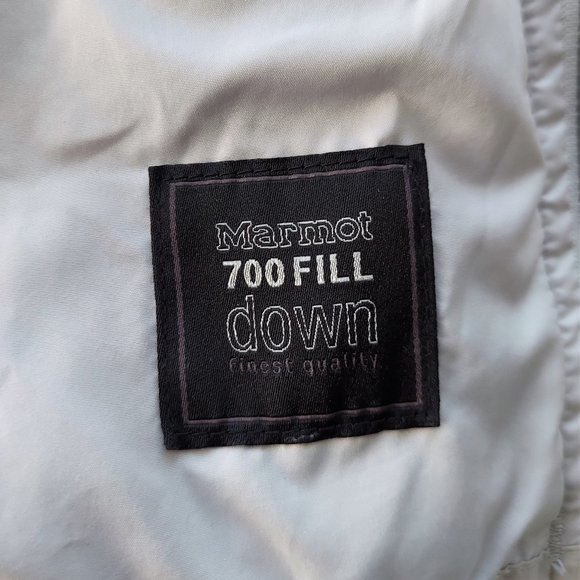 Marmot
700 FILL
down
finest quality